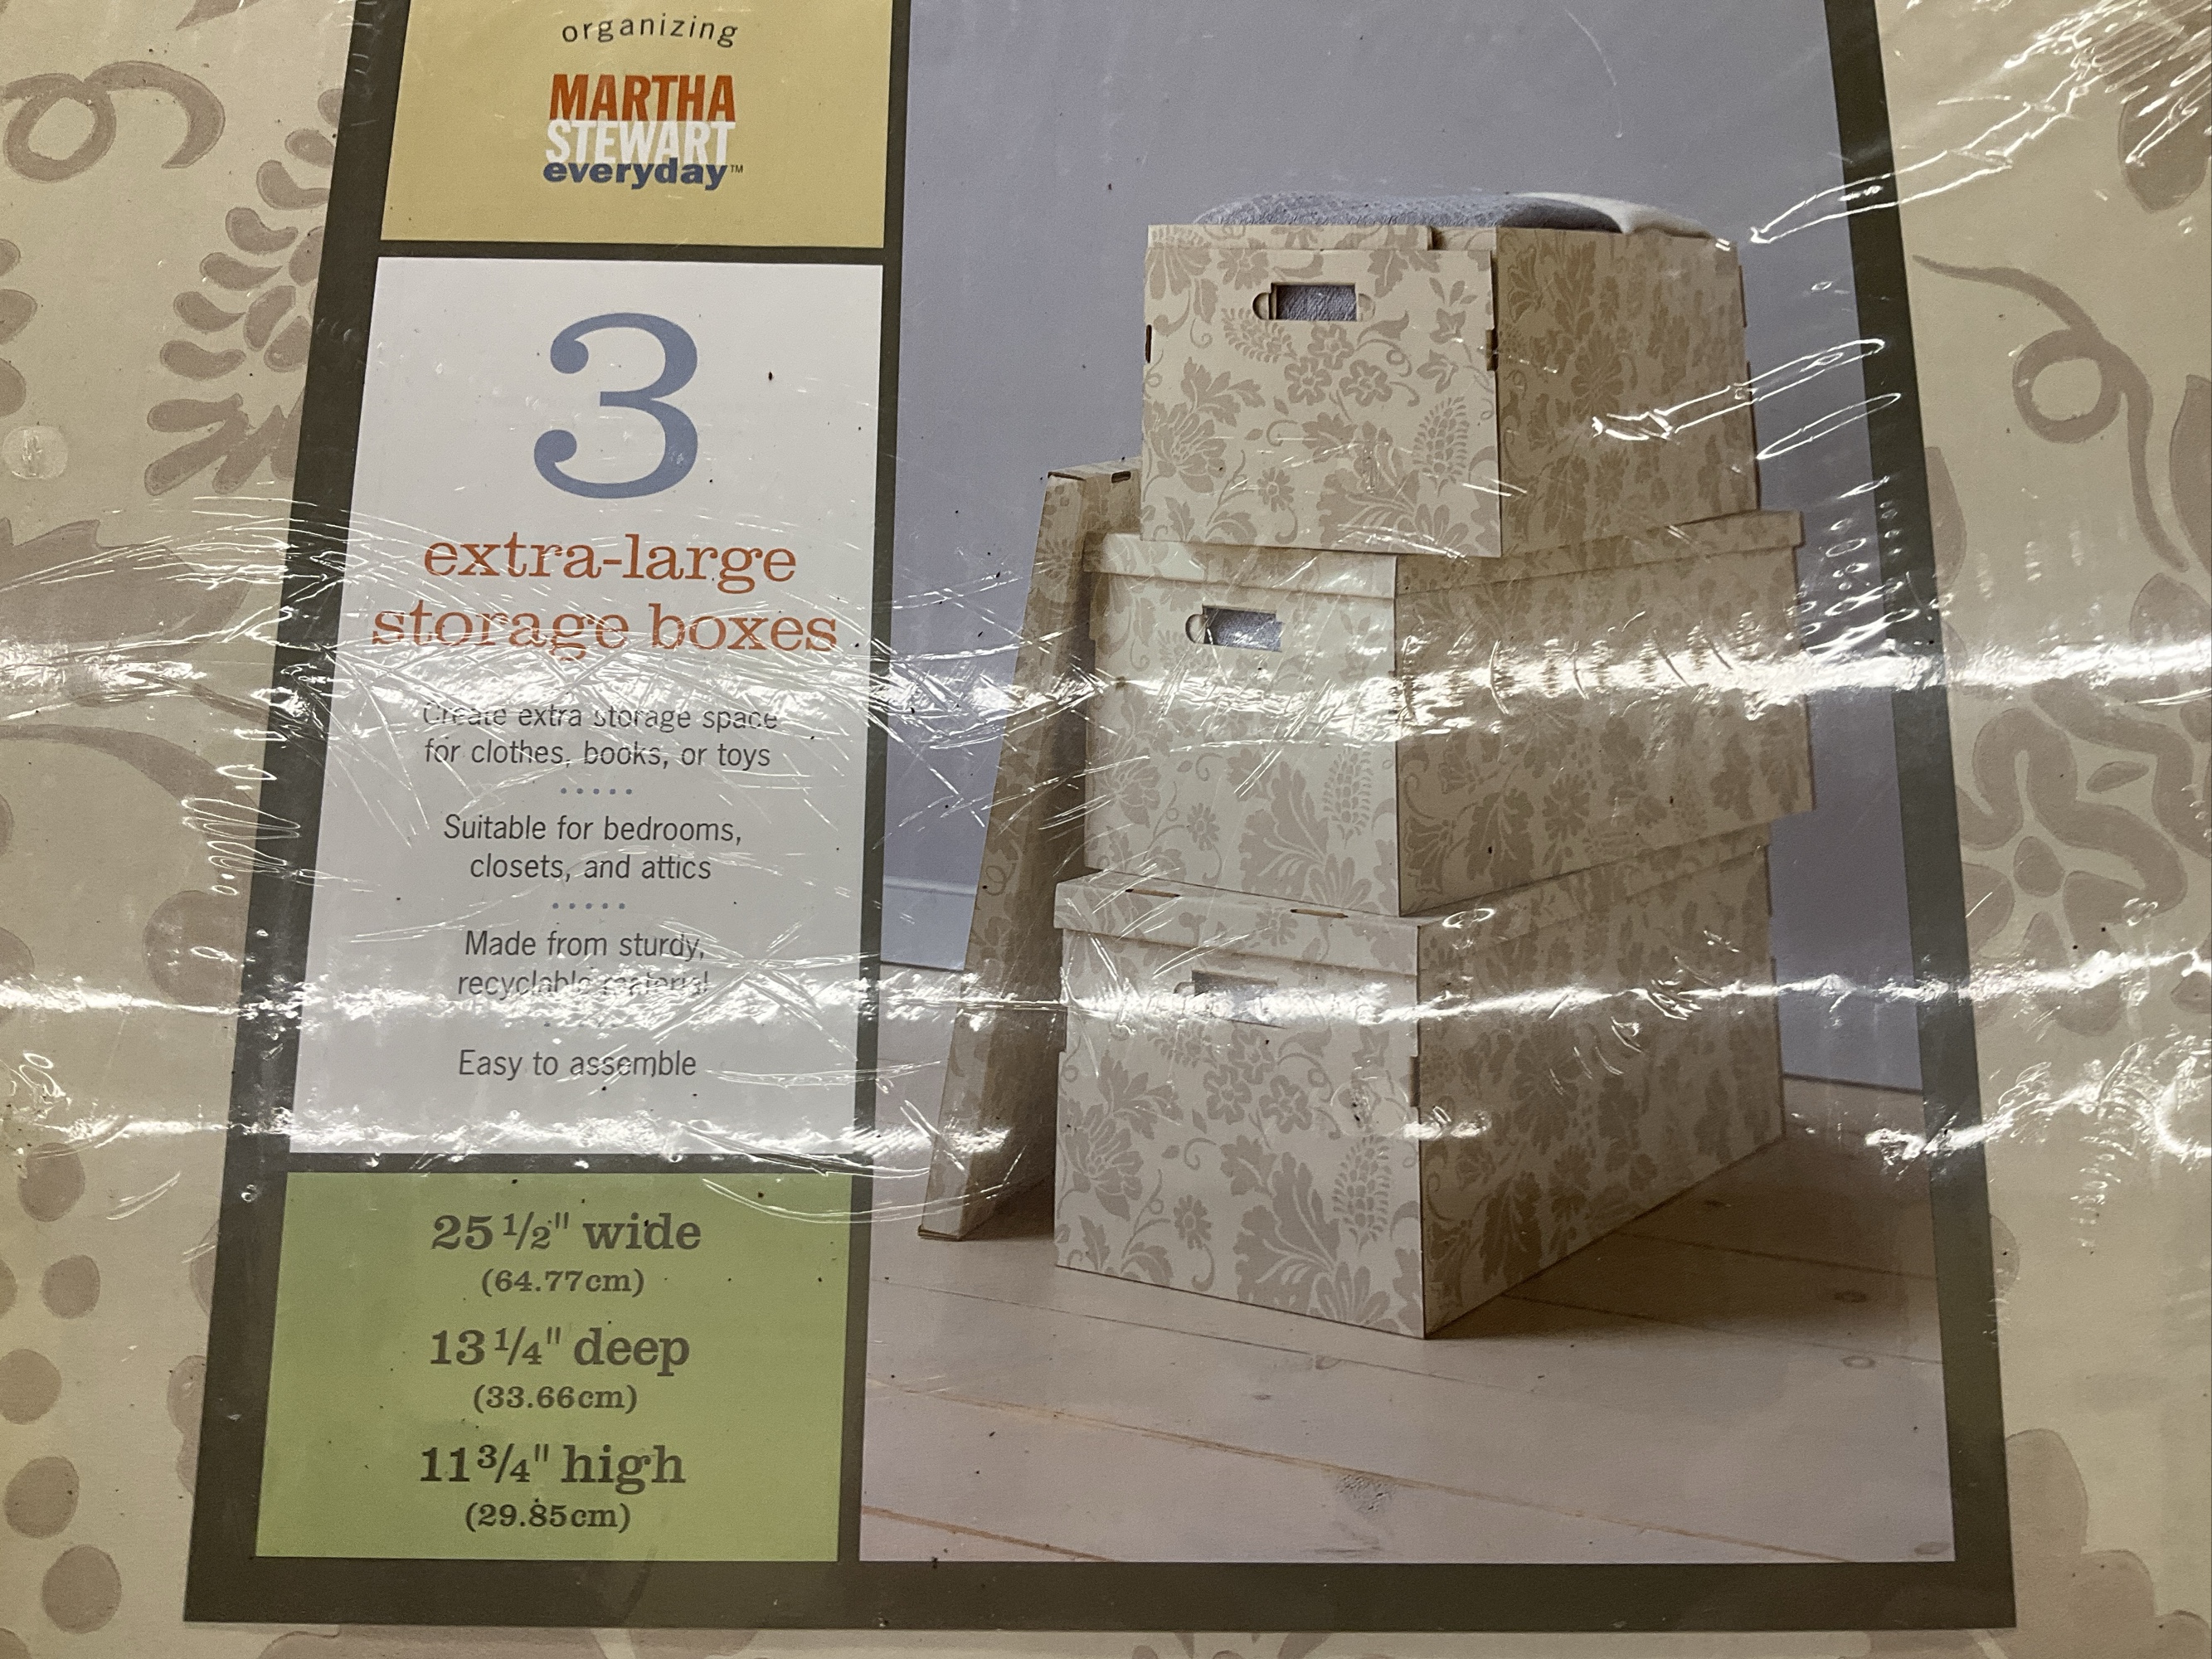 organizing
MARTHA
STEWART
everyday™
3
extra-large
storage boxes
Create extra storage space
for clothes, books, or toys
Suitable for bedrooms,
closets, and attics
Made from sturdy,
recyclable material
Easy to assemble
25 1/2" wide
(64.77cm)
13 1/4" deep
(33.66cm)
11 3/4" high
(29.85cm)